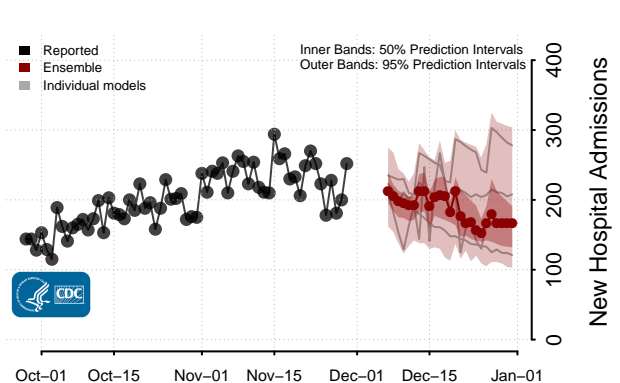 Reported
Ensemble
Individual models
Inner Bands: 50% Prediction Intervals
Outer Bands: 95% Prediction Intervals
400
300
200
100
0
New Hospital Admissions
CDC
Oct–01 Oct–15 Nov–01 Nov–15 Dec–01 Dec–15 Jan–01